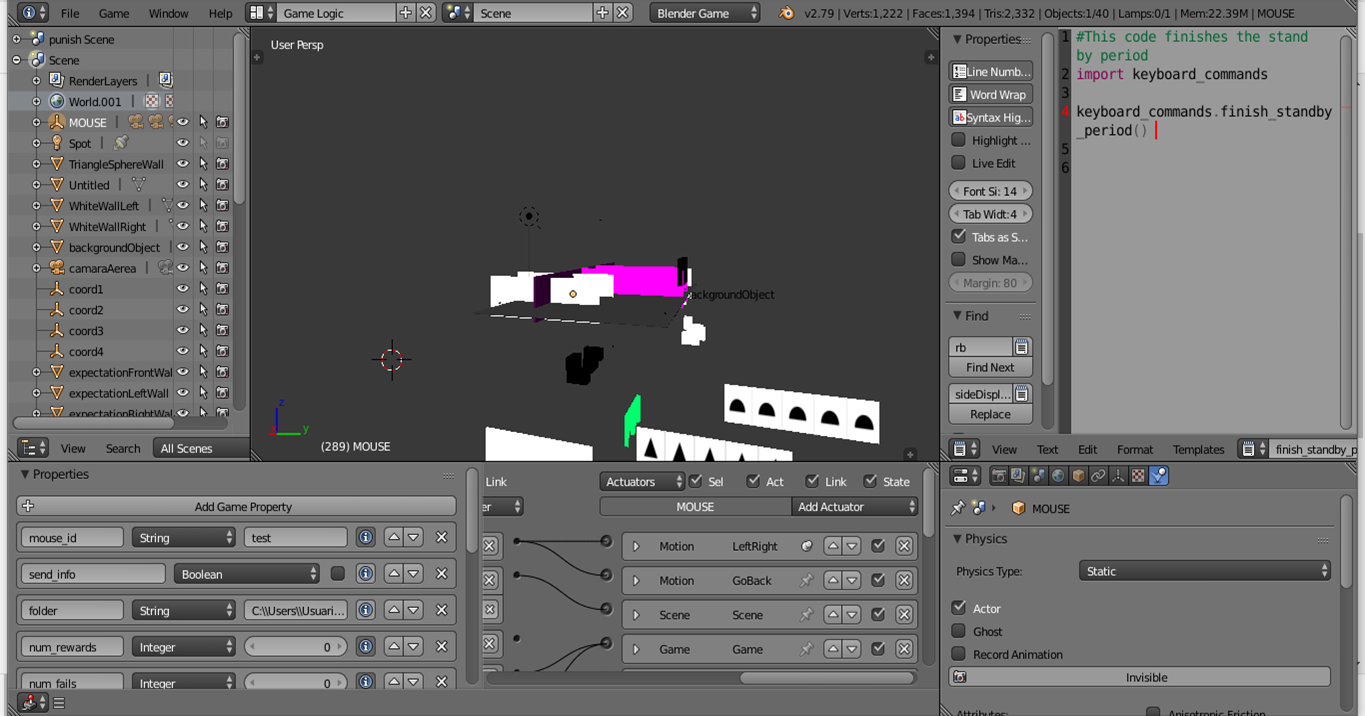 File Game Window Help Game Logic Scene Blender Game v2.79 | Verts:1,222 | Faces:1,394 | Tris:2,332 | Objects:1/40 | Lamps:0/1 | Mem:22.39M | MOUSE
punish Scene
Scene
RenderLayers
World.001
MOUSE
Spot
TriangleSphereWall
Untitled
WhiteWallLeft
WhiteWallRight
backgroundObject
camaraAerea
coord1
coord2
coord3
coord4
expectationFrontWal
expectationLeftWall
expectationRightWal
View Search All Scenes
User Persp
backgroundObject
z
y
(289) MOUSE
Properties
Line Numb...
Word Wrap
Syntax Hig...
Highlight ...
Live Edit
Font Si: 14
Tab Widt:4
Tabs as S...
Show Ma...
Margin: 80
Find
rb
Find Next
sideDispl...
Replace
1 #This code finishes the stand
by period
2 import keyboard_commands
3
4 keyboard_commands.finish_standby
_period()
5
6
View Text Edit Format Templates finish_standby_p
Properties
Add Game Property
mouse_id String test
send_info Boolean
folder String C:\\Users\\Usuari...
num_rewards Integer 0
num_fails Integer 0
Link Actuators Sel Act Link State
er MOUSE Add Actuator
Motion LeftRight
Motion GoBack
Scene Scene
Game Game
MOUSE
Physics
Physics Type: Static
Actor
Ghost
Record Animation
Invisible
Attributes: Anisotropic Friction